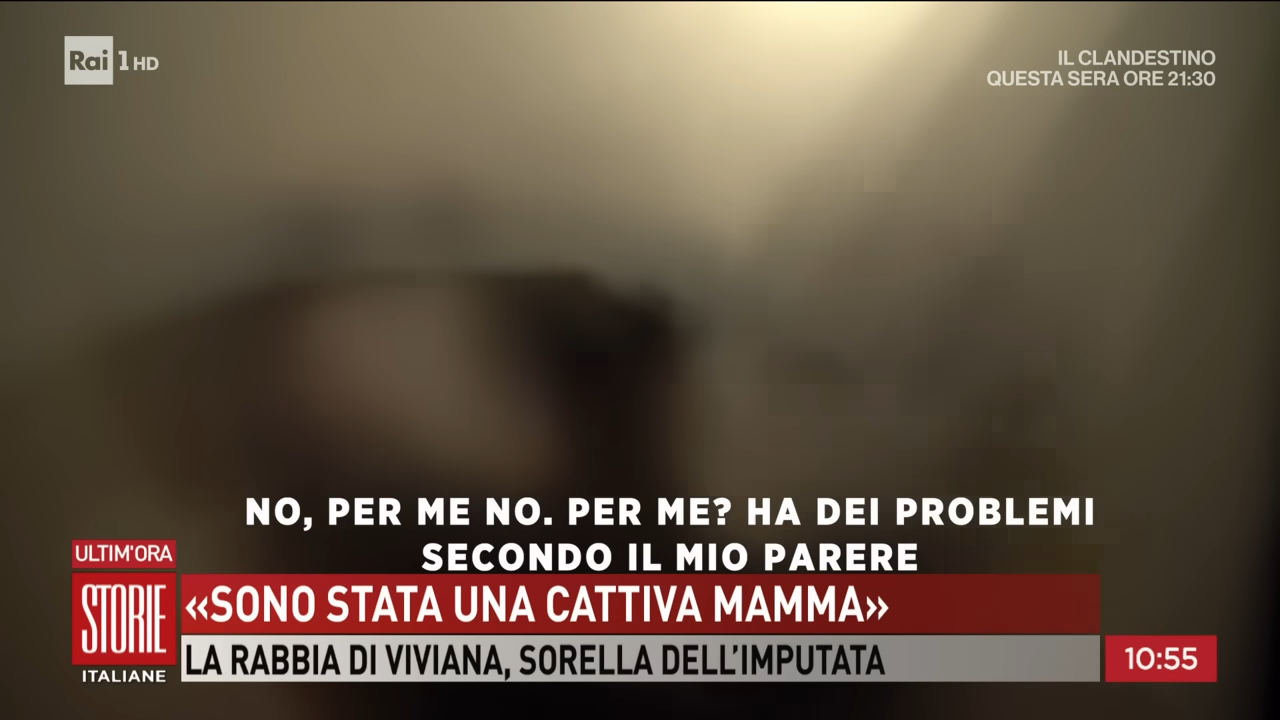 Rai 1 HD
IL CLANDESTINO
QUESTA SERA ORE 21:30
NO, PER ME NO. PER ME? HA DEI PROBLEMI
SECONDO IL MIO PARERE
ULTIM'ORA
STORIE
ITALIANE
«SONO STATA UNA CATTIVA MAMMA»
LA RABBIA DI VIVIANA, SORELLA DELL'IMPUTATA
10:55